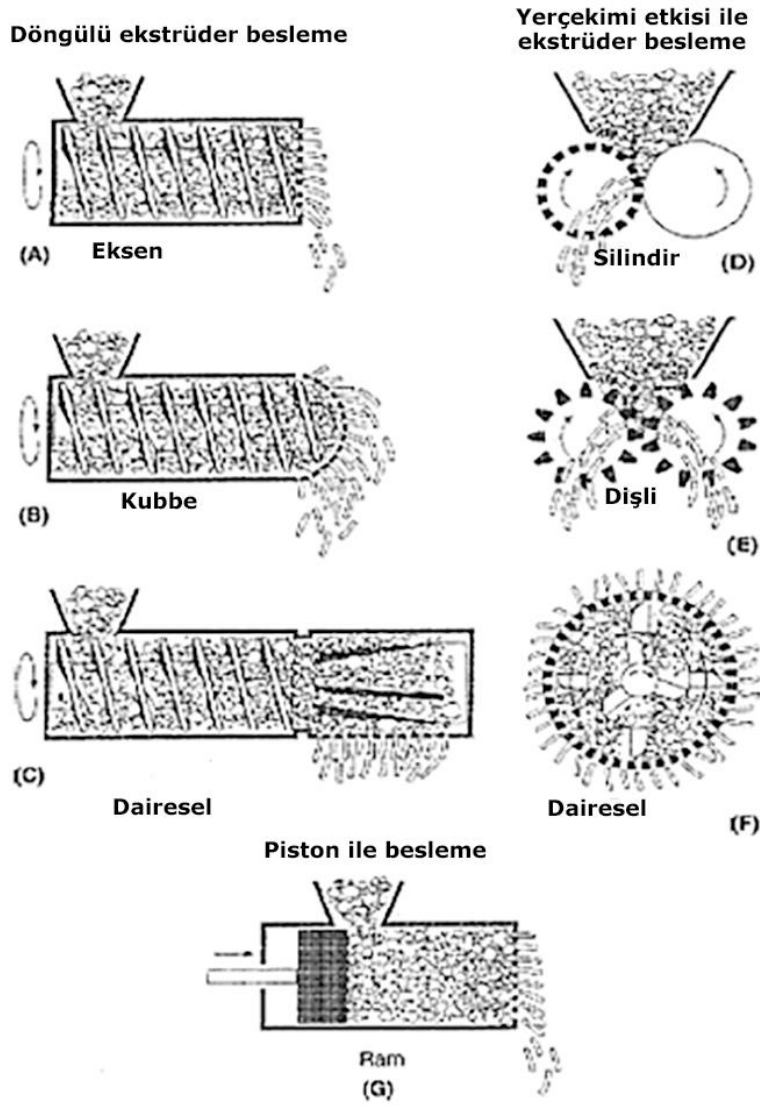 Döngülü ekstrüder besleme
Yerçekimi etkisi ile
ekstrüder besleme
(A)
Eksen
Silindir
(D)
(B)
Kubbe
Dişli
(E)
(C)
Dairesel
Dairesel
(F)
Piston ile besleme
Ram
(G)